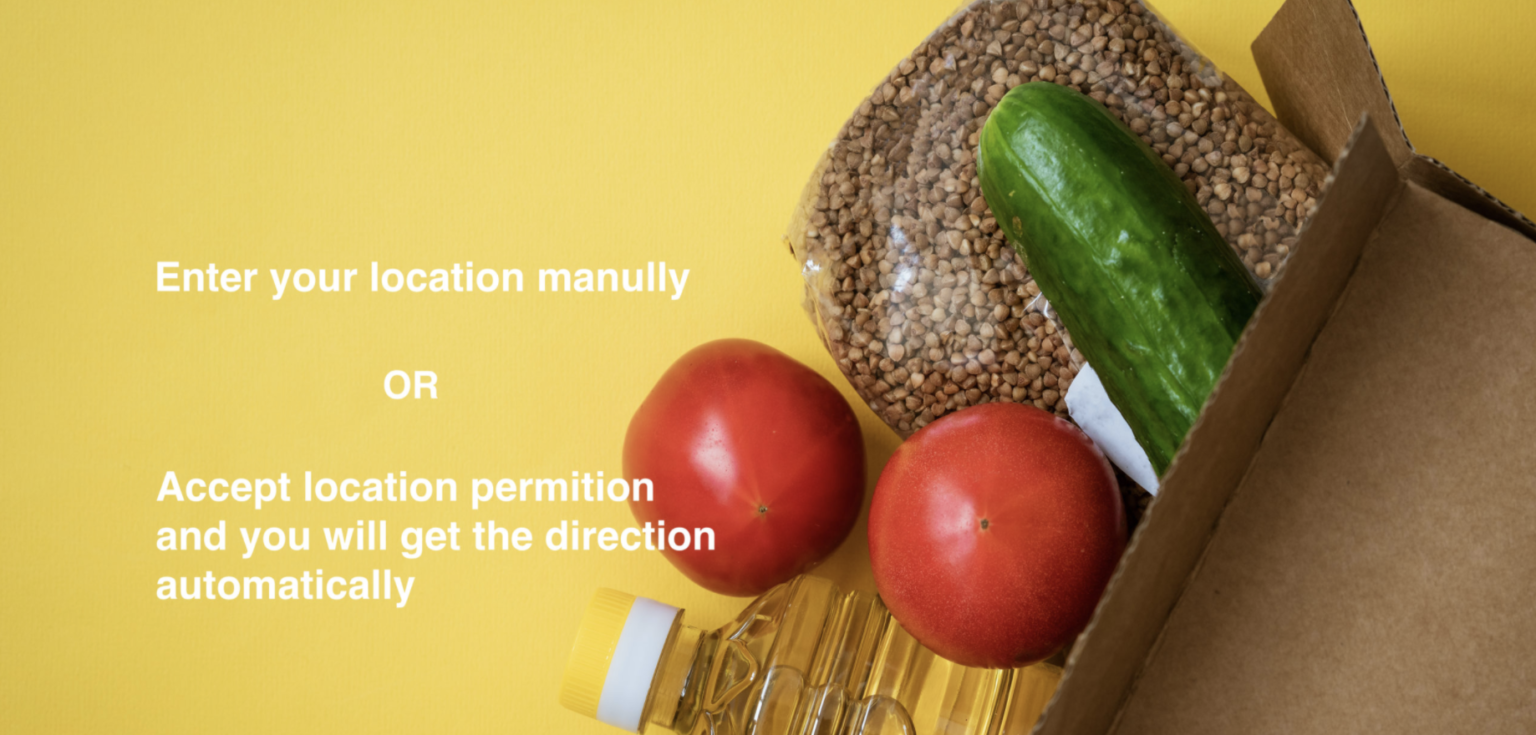 Enter your location manully
OR
Accept location permition
and you will get the direction
automatically